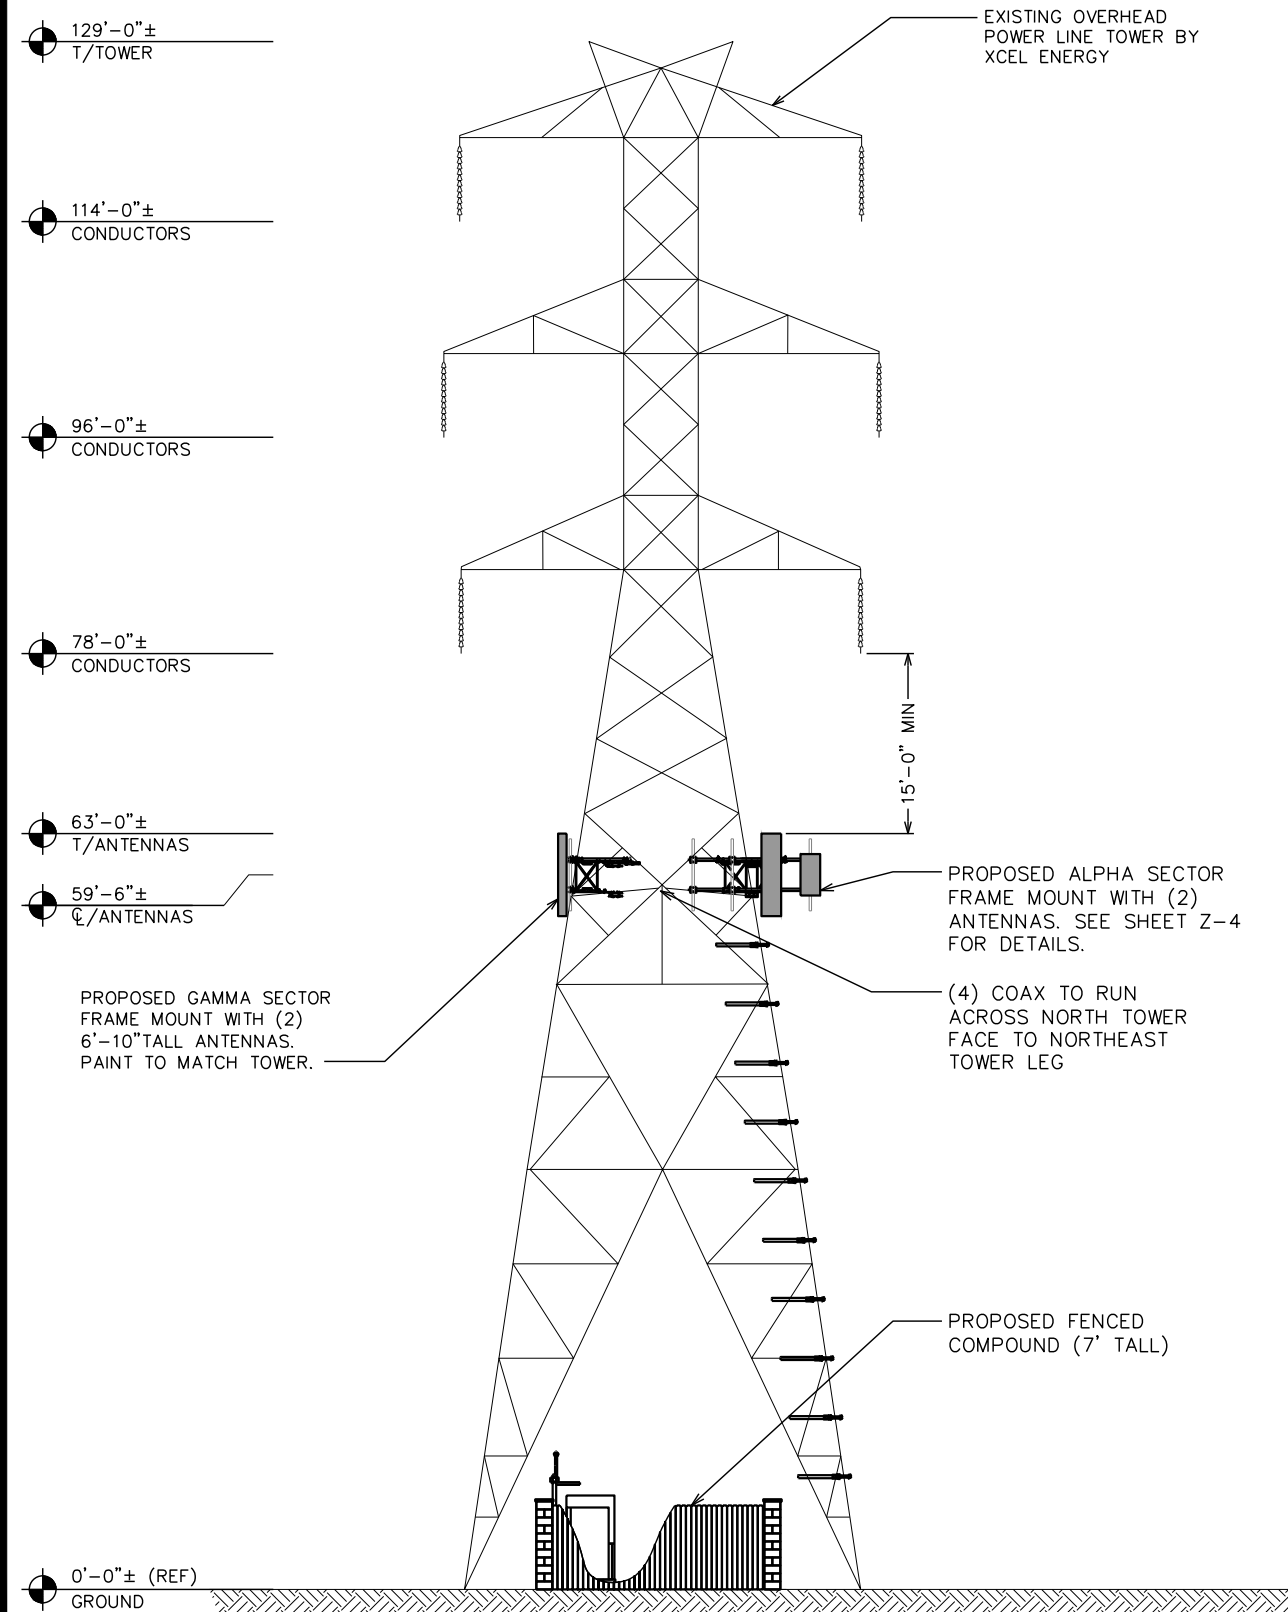 129'-0"±
T/TOWER
EXISTING OVERHEAD
POWER LINE TOWER BY
XCEL ENERGY
114'-0"±
CONDUCTORS
96'-0"±
CONDUCTORS
78'-0"±
CONDUCTORS
15'-0" MIN
63'-0"±
T/ANTENNAS
59'-6"±
℄/ANTENNAS
PROPOSED ALPHA SECTOR
FRAME MOUNT WITH (2)
ANTENNAS. SEE SHEET Z-4
FOR DETAILS.
PROPOSED GAMMA SECTOR
FRAME MOUNT WITH (2)
6'-10"TALL ANTENNAS.
PAINT TO MATCH TOWER.
(4) COAX TO RUN
ACROSS NORTH TOWER
FACE TO NORTHEAST
TOWER LEG
PROPOSED FENCED
COMPOUND (7' TALL)
0'-0"± (REF)
GROUND